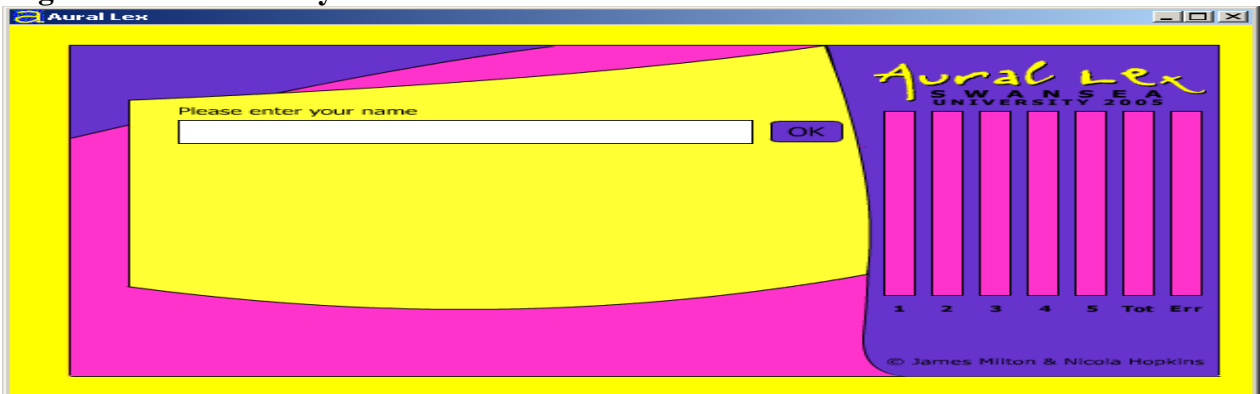 Aural Lex
Please enter your name
OK
Aural Lex
SWANSEA
UNIVERSITY 2005
1 2 3 4 5 Tot Err
© James Milton & Nicola Hopkins